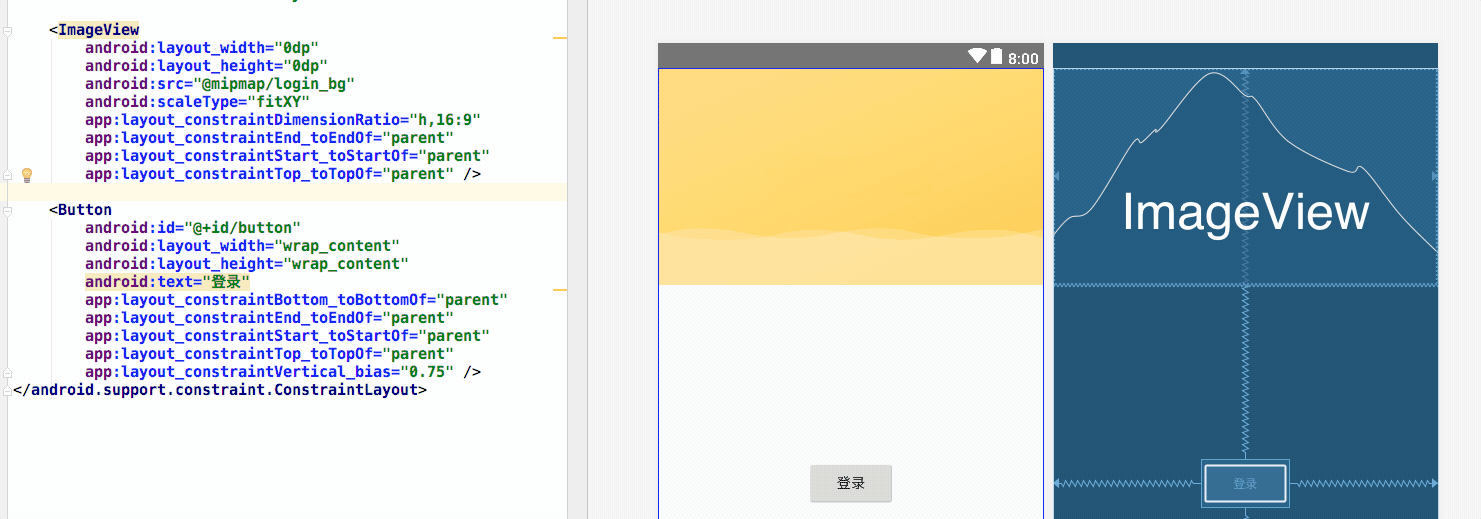 <ImageView
android:layout_width="0dp"
android:layout_height="0dp"
android:src="@mipmap/login_bg"
android:scaleType="fitXY"
app:layout_constraintDimensionRatio="h,16:9"
app:layout_constraintEnd_toEndOf="parent"
app:layout_constraintStart_toStartOf="parent"
app:layout_constraintTop_toTopOf="parent" />
<Button
android:id="@+id/button"
android:layout_width="wrap_content"
android:layout_height="wrap_content"
android:text="登录"
app:layout_constraintBottom_toBottomOf="parent"
app:layout_constraintEnd_toEndOf="parent"
app:layout_constraintStart_toStartOf="parent"
app:layout_constraintTop_toTopOf="parent"
app:layout_constraintVertical_bias="0.75" />
</android.support.constraint.ConstraintLayout>
8:00
登录
ImageView
登录